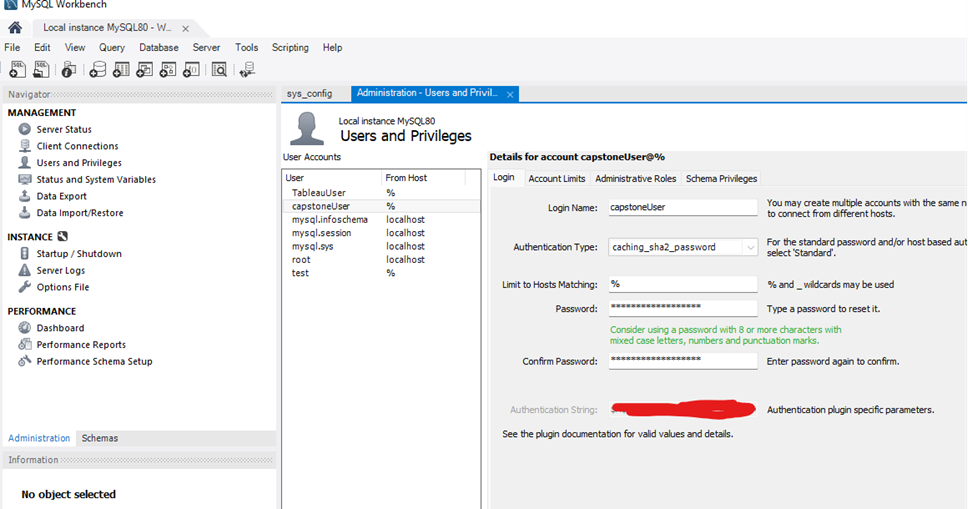 MySQL Workbench
Local instance MySQL80 - W...
File Edit View Query Database Server Tools Scripting Help
Navigator
MANAGEMENT
Server Status
Client Connections
Users and Privileges
Status and System Variables
Data Export
Data Import/Restore
INSTANCE
Startup / Shutdown
Server Logs
Options File
PERFORMANCE
Dashboard
Performance Reports
Performance Schema Setup
Administration Schemas
Information
No object selected
sys_config
Administration - Users and Privil...
Local instance MySQL80
Users and Privileges
User Accounts
User From Host
TableauUser %
capstoneUser %
mysql.infoschema localhost
mysql.session localhost
mysql.sys localhost
root localhost
test %
Details for account capstoneUser@%
Login Account Limits Administrative Roles Schema Privileges
Login Name: capstoneUser
You may create multiple accounts with the same n
to connect from different hosts.
Authentication Type: caching_sha2_password
For the standard password and/or host based aut
select 'Standard'.
Limit to Hosts Matching: % % and _ wildcards may be used
Password: ****************** Type a password to reset it.
Consider using a password with 8 or more characters with
mixed case letters, numbers and punctuation marks.
Confirm Password: ****************** Enter password again to confirm.
Authentication String: Authentication plugin specific parameters.
See the plugin documentation for valid values and details.